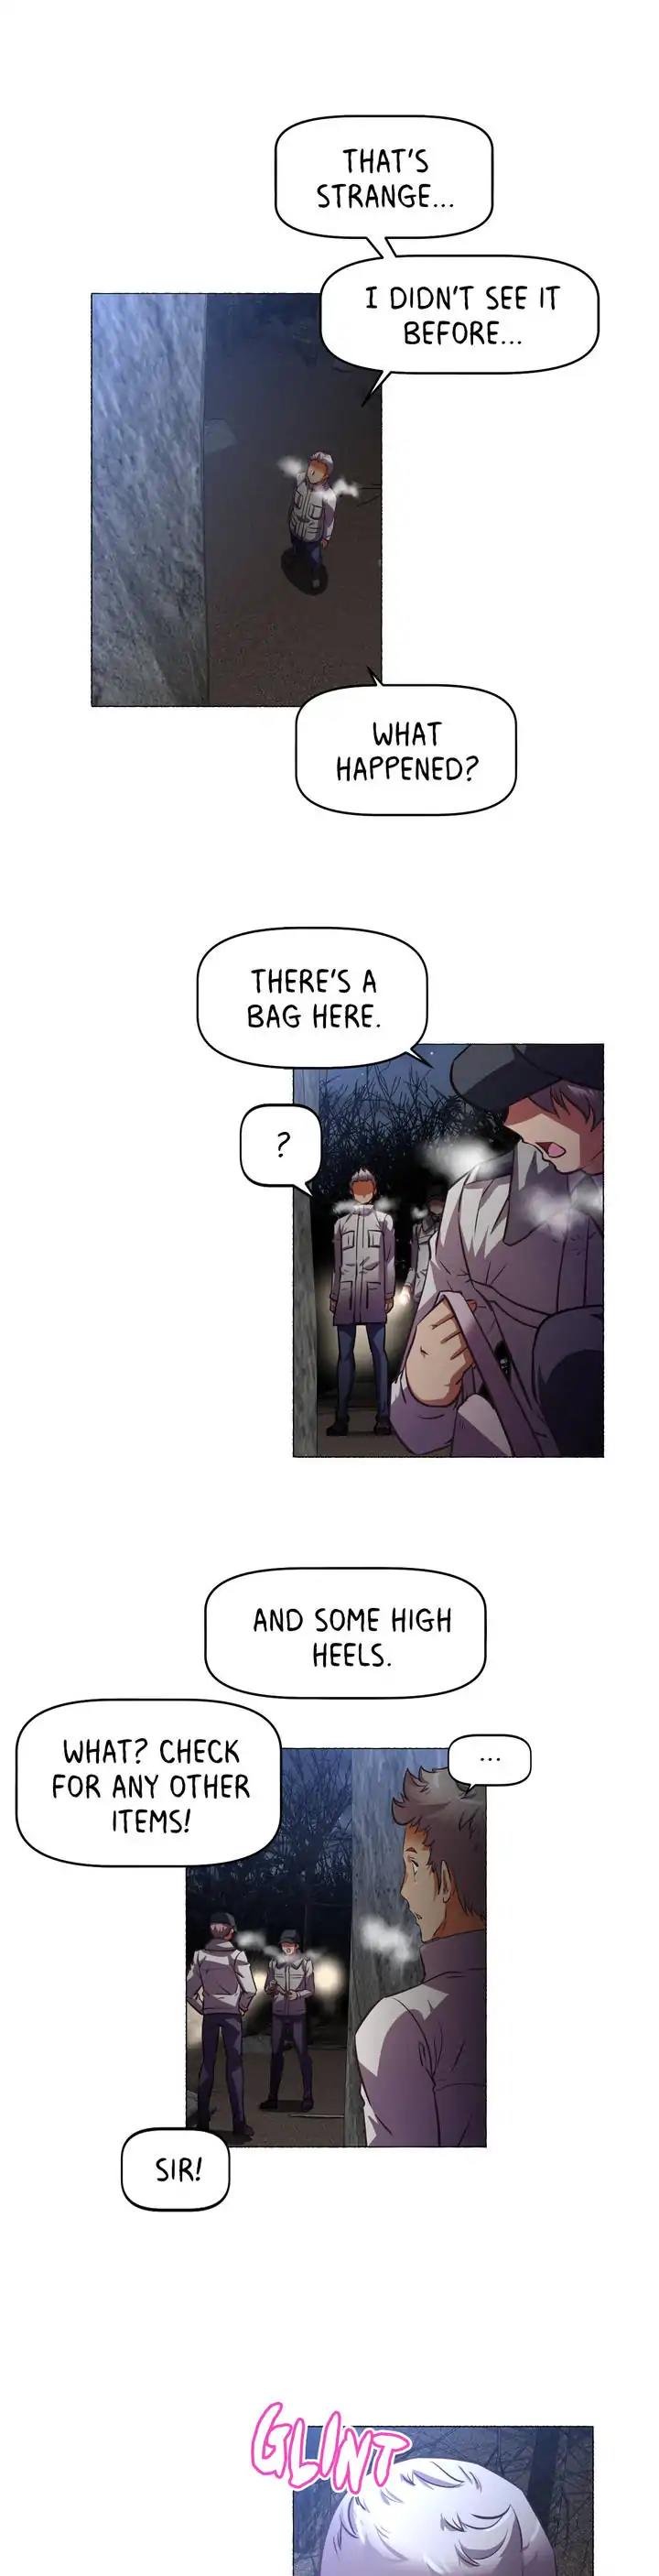 THAT'S
STRANGE...
I DIDN'T SEE IT
BEFORE...
WHAT
HAPPENED?
THERE'S A
BAG HERE.
?
AND SOME HIGH
HEELS.
WHAT? CHECK
FOR ANY OTHER
ITEMS!
...
SIR!
GLINT